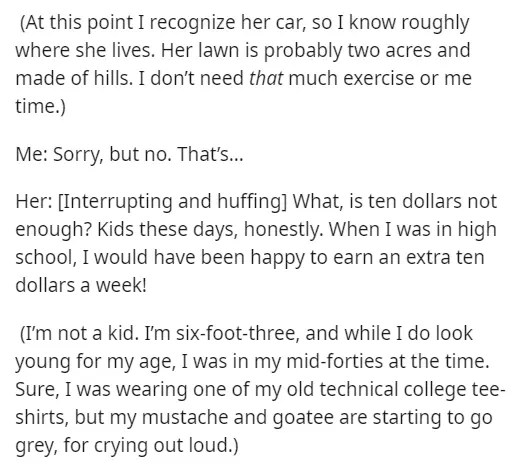 (At this point I recognize her car, so I know roughly
where she lives. Her lawn is probably two acres and
made of hills. I don’t need that much exercise or me
time.)
Me: Sorry, but no. That’s…
Her: [Interrupting and huffing] What, is ten dollars not
enough? Kids these days, honestly. When I was in high
school, I would have been happy to earn an extra ten
dollars a week!
(I’m not a kid. I’m six-foot-three, and while I do look
young for my age, I was in my mid-forties at the time.
Sure, I was wearing one of my old technical college tee-
shirts, but my mustache and goatee are starting to go
grey, for crying out loud.)